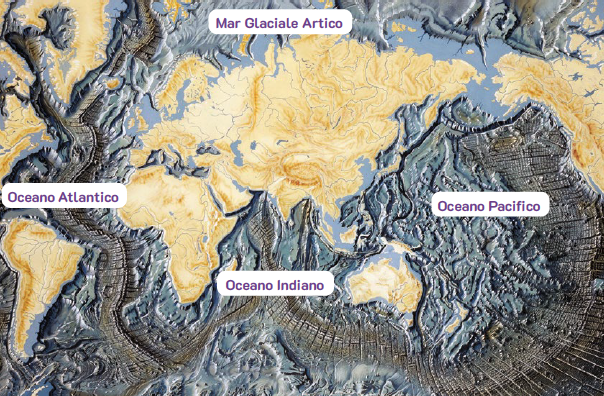 Mar Glaciale Artico
Oceano Atlantico
Oceano Pacifico
Oceano Indiano